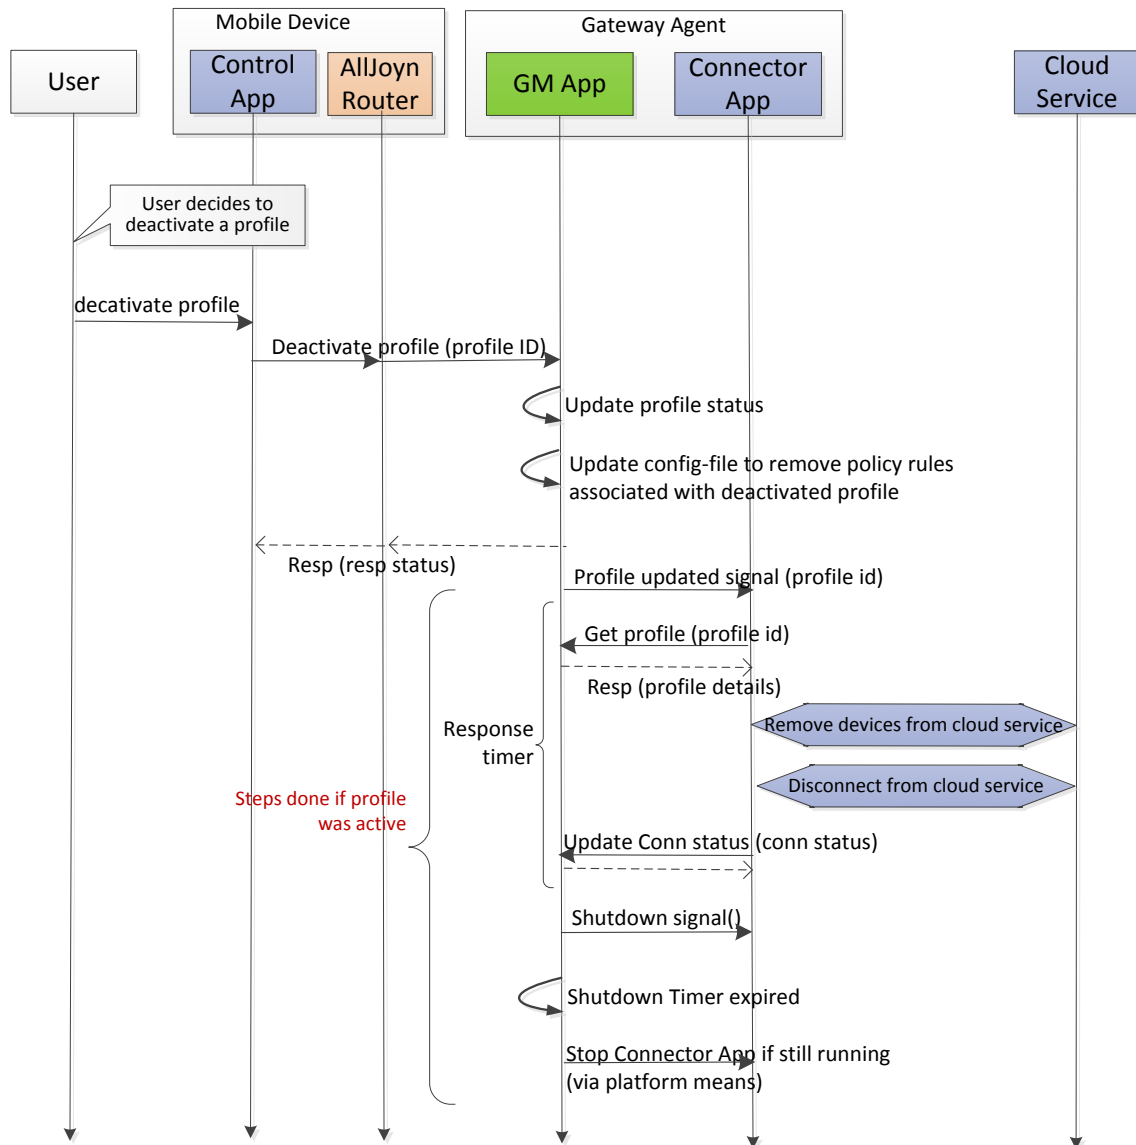 Mobile Device
Gateway Agent
User
Control
App
AllJoyn
Router
GM App
Connector
App
Cloud
Service
User decides to
deactivate a profile
decativate profile
Deactivate profile (profile ID)
Update profile status
Update config-file to remove policy rules
associated with deactivated profile
Resp (resp status)
Profile updated signal (profile id)
Get profile (profile id)
Resp (profile details)
Response
timer
Remove devices from cloud service
Disconnect from cloud service
Steps done if profile
was active
Update Conn status (conn status)
Shutdown signal()
Shutdown Timer expired
Stop Connector App if still running
(via platform means)